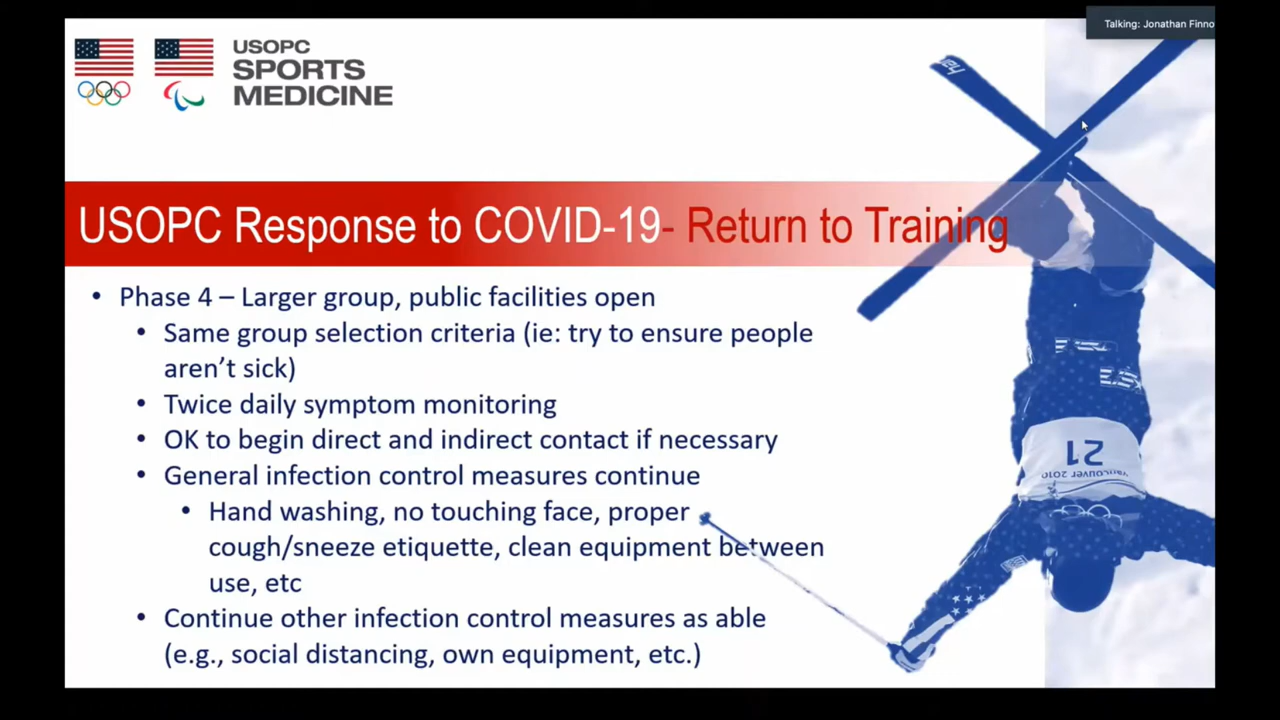 Talking: Jonathan Finno
USOPC
SPORTS
MEDICINE
USOPC Response to COVID-19- Return to Training
• Phase 4 – Larger group, public facilities open
• Same group selection criteria (ie: try to ensure people
aren't sick)
• Twice daily symptom monitoring
• OK to begin direct and indirect contact if necessary
• General infection control measures continue
• Hand washing, no touching face, proper
cough/sneeze etiquette, clean equipment between
use, etc
• Continue other infection control measures as able
(e.g., social distancing, own equipment, etc.)
21
vancouver 2010